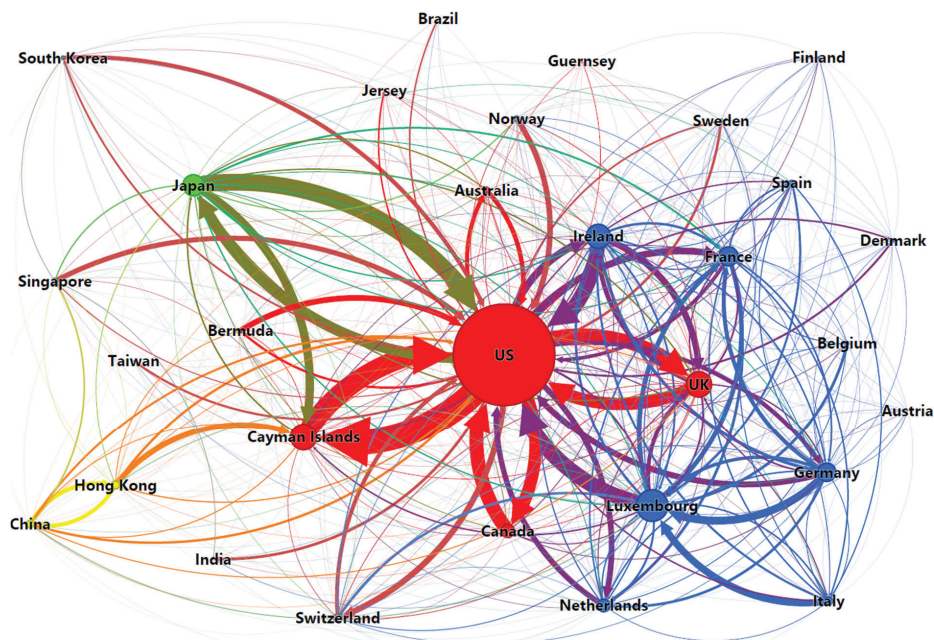 Brazil
South Korea
Guernsey
Finland
Jersey
Norway
Sweden
Japan
Australia
Spain
Ireland
Denmark
France
Singapore
Bermuda
Belgium
US
Taiwan
UK
Austria
Cayman Islands
Germany
Hong Kong
Luxembourg
China
Canada
India
Netherlands
Italy
Switzerland